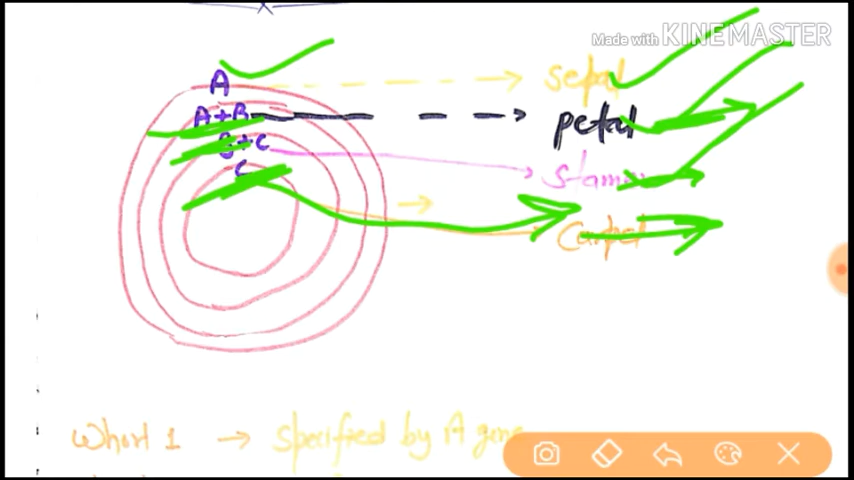 Made with KINEMASTER
A
sepal
A+B
petal
B+C
stamen
C
Carpel
Whorl 1 → Specified by A gene